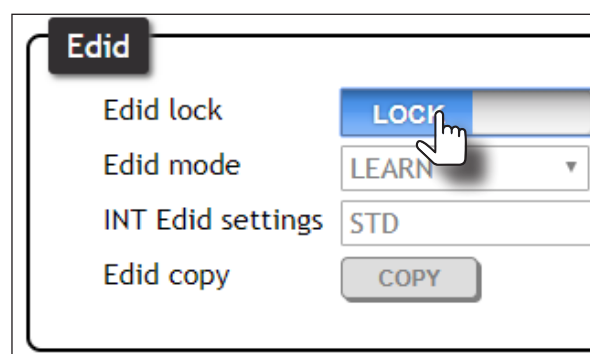 Edid
Edid lock LOCK
Edid mode LEARN
INT Edid settings STD
Edid copy COPY